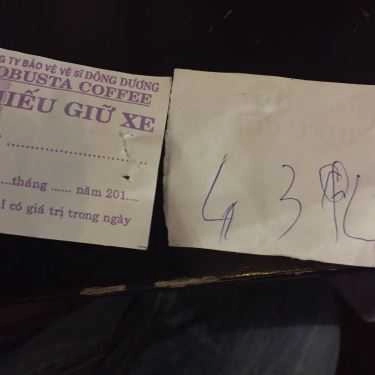 G TY BẢO VỆ VỆ SĨ ĐÔNG DƯƠNG
OBUSTA COFFEE
HIẾU GIỮ XE
....tháng ...... năm 201....
ỉ có giá trị trong ngày
4 3